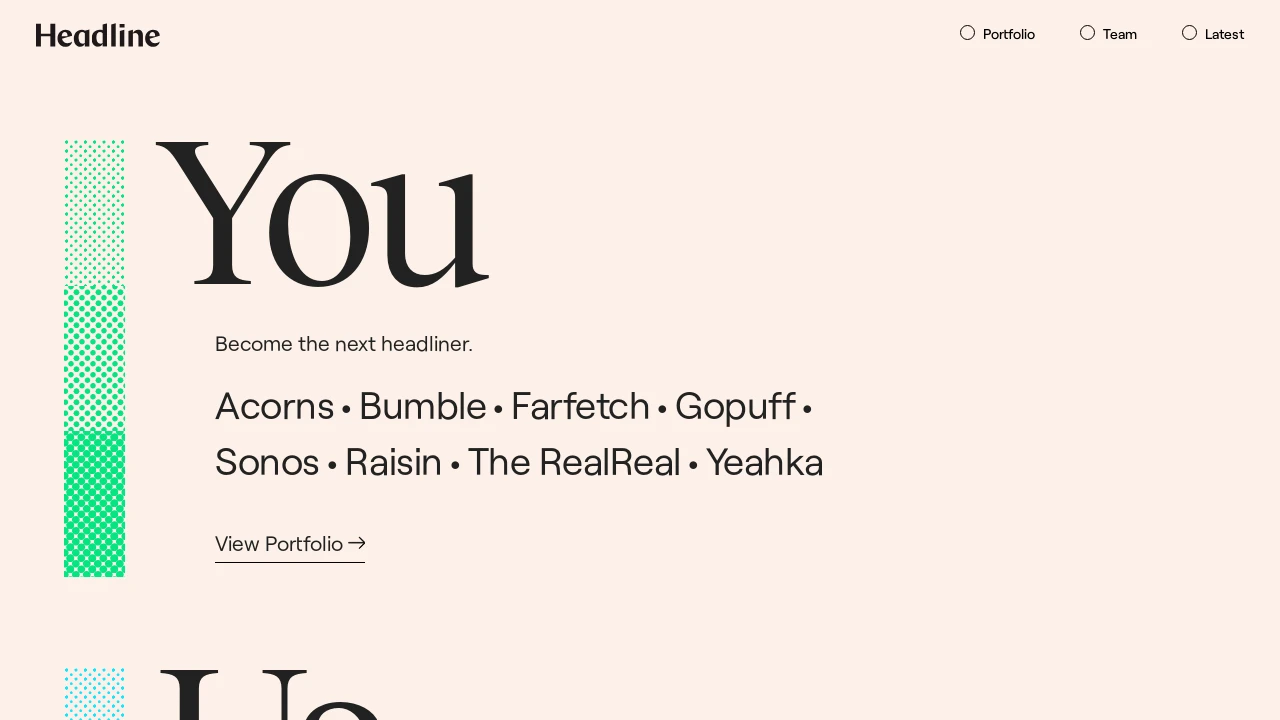 Headline
Portfolio
Team
Latest
You
Become the next headliner.
Acorns • Bumble • Farfetch • Gopuff •
Sonos • Raisin • The RealReal • Yeahka
View Portfolio →